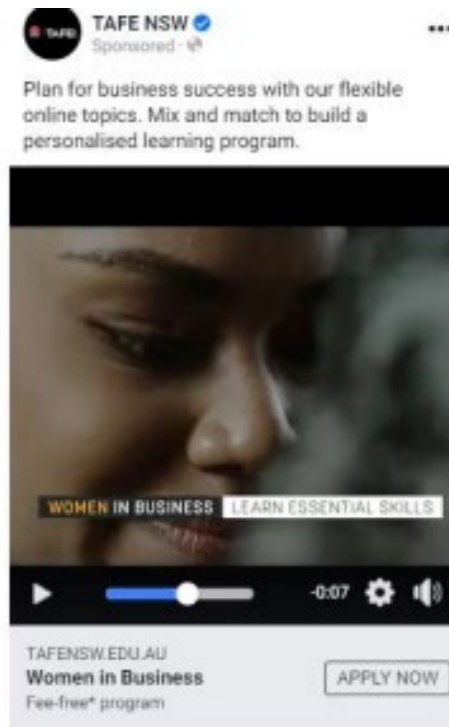 TAFE
TAFE NSW
Sponsored ·
Plan for business success with our flexible
online topics. Mix and match to build a
personalised learning program.
WOMEN IN BUSINESS LEARN ESSENTIAL SKILLS
-0:07
TAFENSW.EDU.AU
Women in Business
Fee-free* program
APPLY NOW